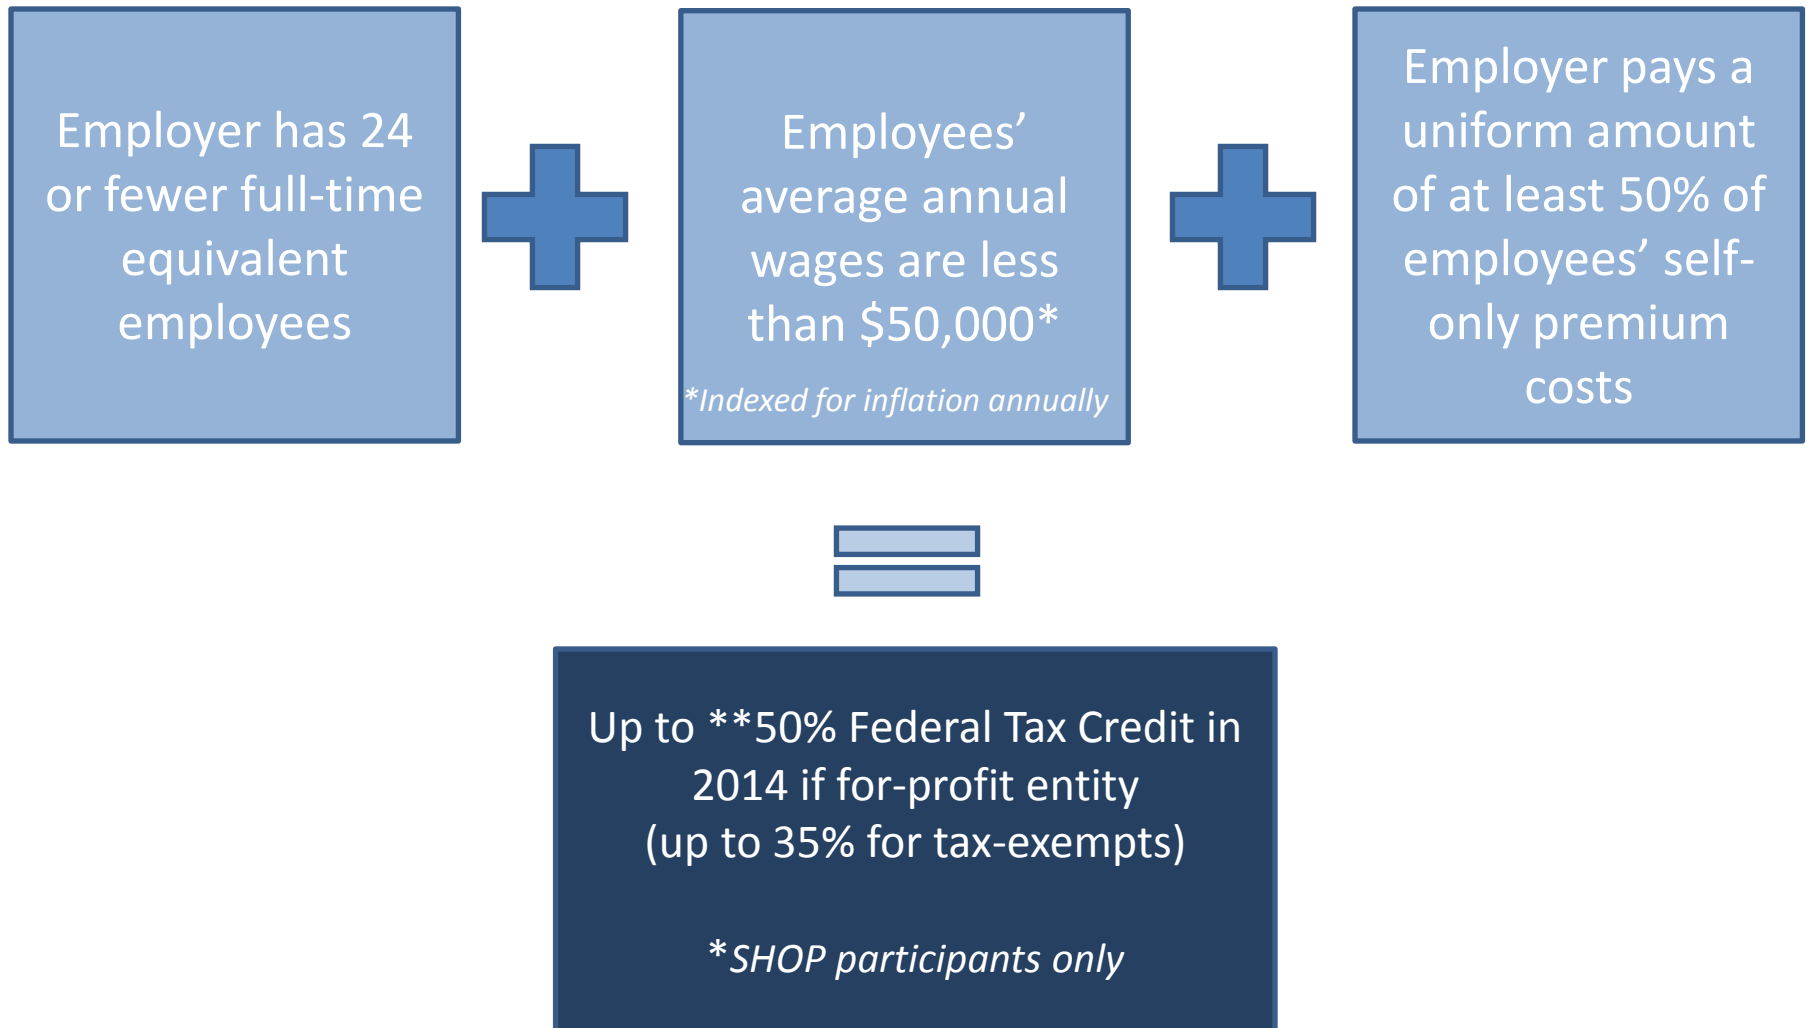 Employer has 24
or fewer full-time
equivalent
employees
Employees’
average annual
wages are less
than $50,000*
*Indexed for inflation annually
Employer pays a
uniform amount
of at least 50% of
employees’ self-
only premium
costs
Up to **50% Federal Tax Credit in
2014 if for-profit entity
(up to 35% for tax-exempts)
*SHOP participants only